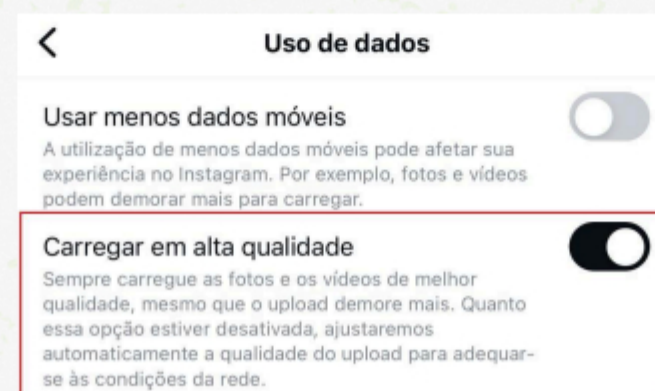 Uso de dados
Usar menos dados móveis
A utilização de menos dados móveis pode afetar sua
experiência no Instagram. Por exemplo, fotos e vídeos
podem demorar mais para carregar.
Carregar em alta qualidade
Sempre carregue as fotos e os vídeos de melhor
qualidade, mesmo que o upload demore mais. Quanto
essa opção estiver desativada, ajustaremos
automaticamente a qualidade do upload para adequar-
se às condições da rede.